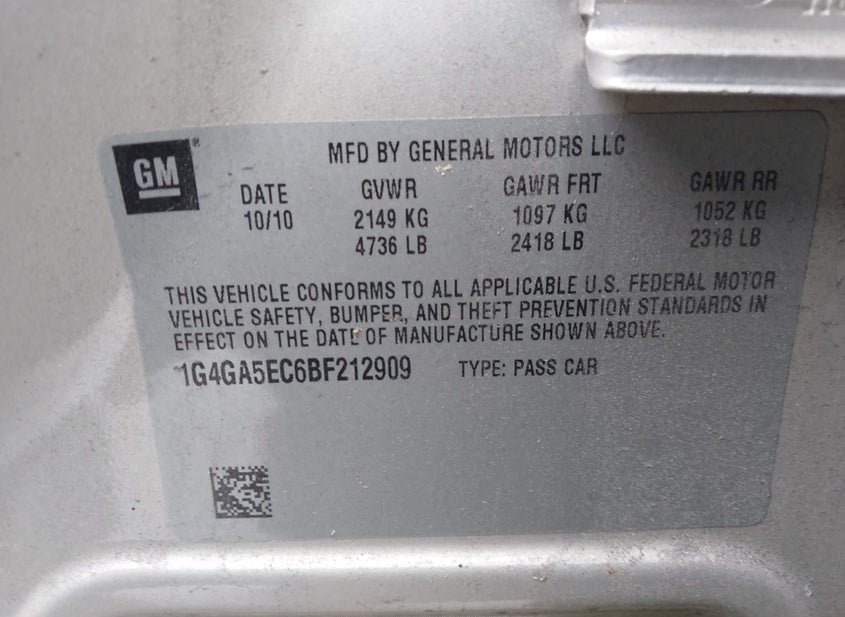 GM®
MFD BY GENERAL MOTORS LLC
DATE GVWR GAWR FRT GAWR RR
10/10 2149 KG 1097 KG 1052 KG
4736 LB 2418 LB 2318 LB
THIS VEHICLE CONFORMS TO ALL APPLICABLE U.S. FEDERAL MOTOR
VEHICLE SAFETY, BUMPER, AND THEFT PREVENTION STANDARDS IN
EFFECT ON THE DATE OF MANUFACTURE SHOWN ABOVE.
1G4GA5EC6BF212909 TYPE: PASS CAR